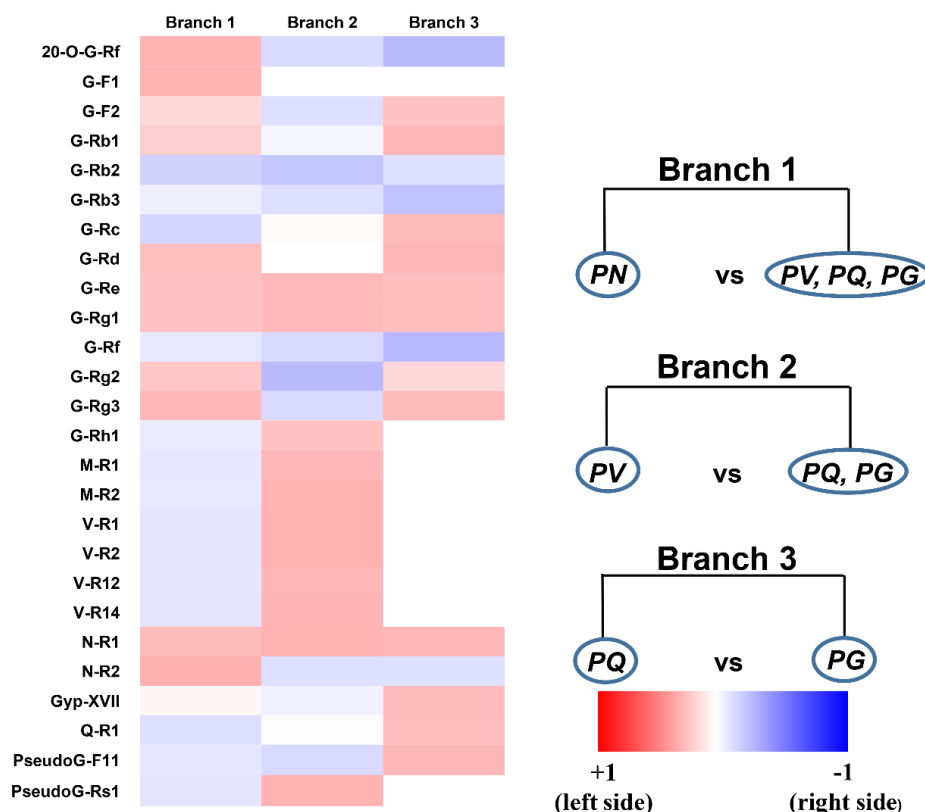 Branch 1 Branch 2 Branch 3
20-O-G-Rf
G-F1
G-F2
G-Rb1
G-Rb2
G-Rb3
G-Rc
G-Rd
G-Re
G-Rg1
G-Rf
G-Rg2
G-Rg3
G-Rh1
M-R1
M-R2
V-R1
V-R2
V-R12
V-R14
N-R1
N-R2
Gyp-XVII
Q-R1
PseudoG-F11
PseudoG-Rs1
Branch 1
PN vs PV, PQ, PG
Branch 2
PV vs PQ, PG
Branch 3
PQ vs PG
+1 -1
(left side) (right side)